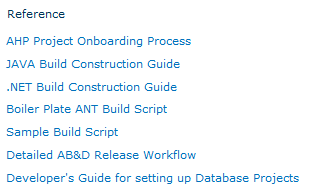 Reference
AHP Project Onboarding Process
JAVA Build Construction Guide
.NET Build Construction Guide
Boiler Plate ANT Build Script
Sample Build Script
Detailed AB&D Release Workflow
Developer's Guide for setting up Database Projects